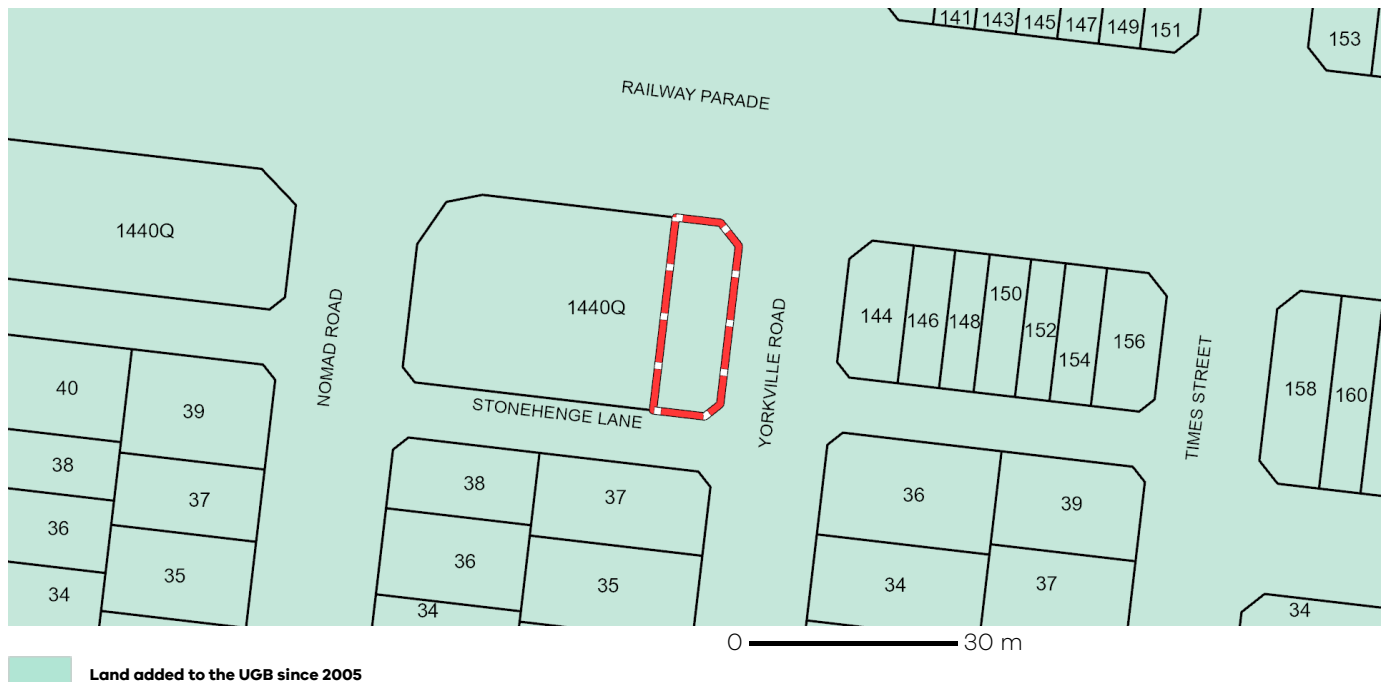 141 143 145 147 149 151
153
RAILWAY PARADE
1440Q
1440Q
144 146 148 150 152 154 156
158 160
NOMAD ROAD
STONEHENGE LANE
YORKVILLE ROAD
TIMES STREET
40 39
38 37
36 35
34
38 37
36 35
34
36 39
34 37
34
0 30 m
Land added to the UGB since 2005